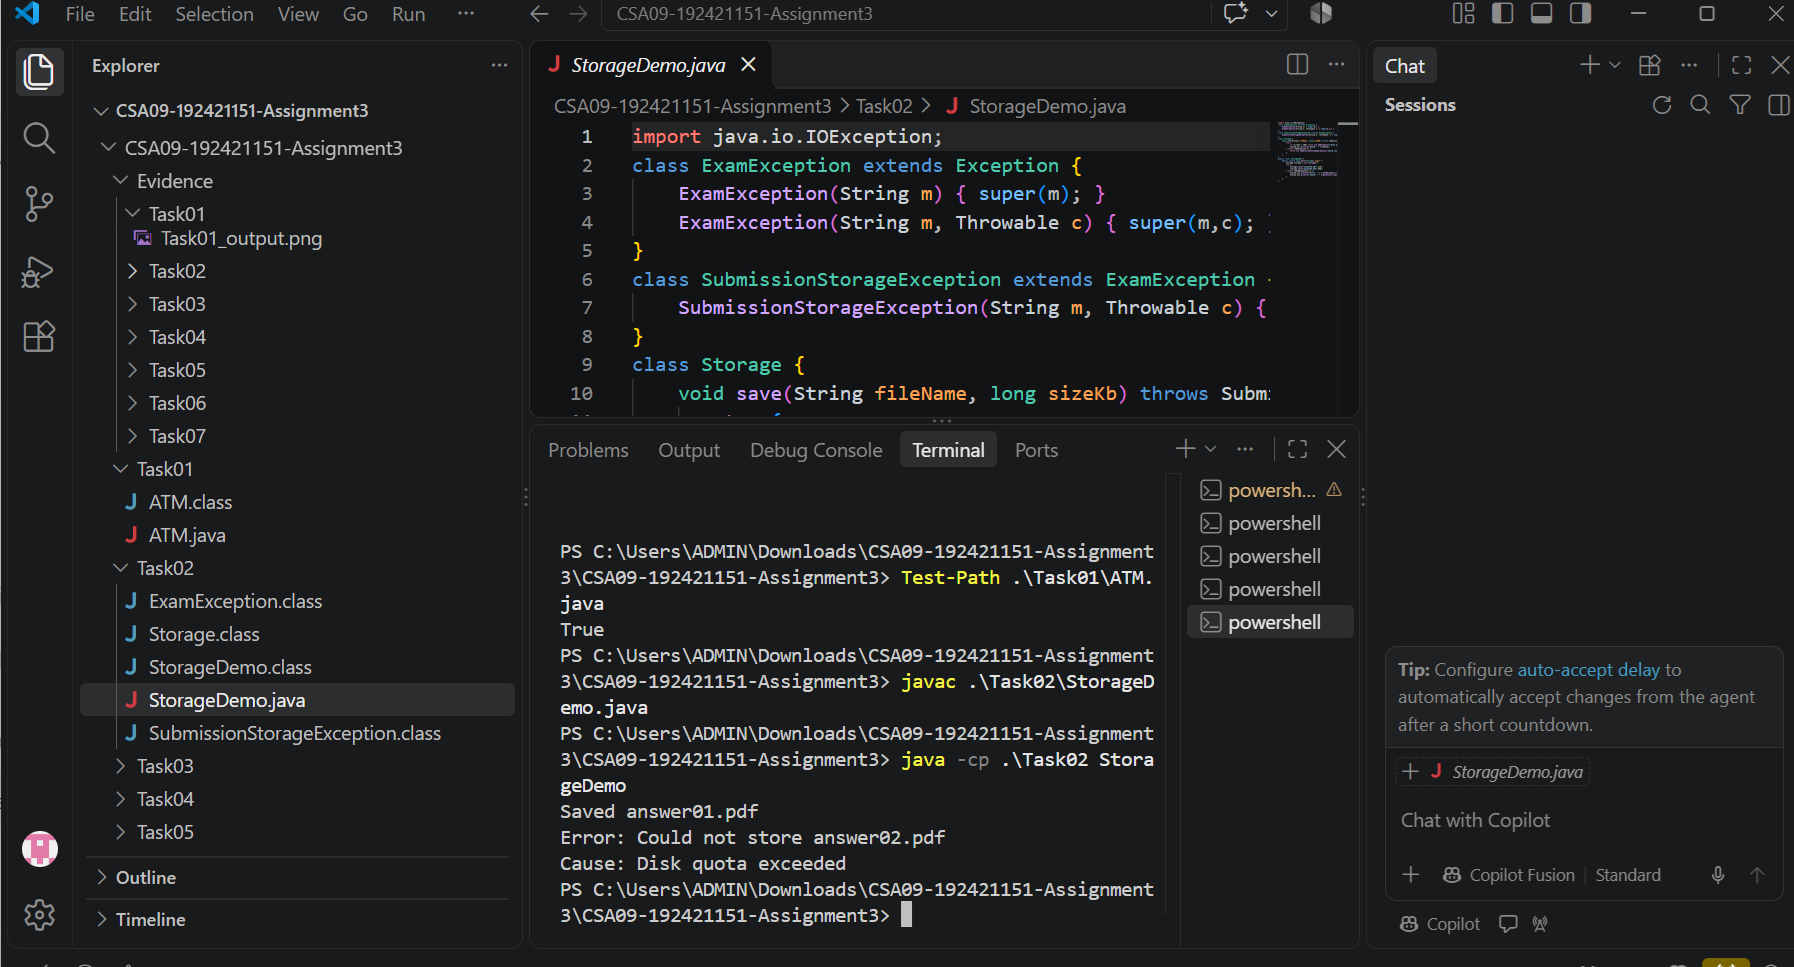 File Edit Selection View Go Run ··· CSA09-192421151-Assignment3
Explorer ···
CSA09-192421151-Assignment3
CSA09-192421151-Assignment3
Evidence
Task01
Task01_output.png
Task02
Task03
Task04
Task05
Task06
Task07
Task01
J ATM.class
J ATM.java
Task02
J ExamException.class
J Storage.class
J StorageDemo.class
J StorageDemo.java
J SubmissionStorageException.class
Task03
Task04
Task05
Outline
Timeline
J StorageDemo.java
CSA09-192421151-Assignment3 > Task02 > J StorageDemo.java
1 import java.io.IOException;
2 class ExamException extends Exception {
3 ExamException(String m) { super(m); }
4 ExamException(String m, Throwable c) { super(m,c);
5 }
6 class SubmissionStorageException extends ExamException
7 SubmissionStorageException(String m, Throwable c) {
8 }
9 class Storage {
10 void save(String fileName, long sizeKb) throws Subm
Problems Output Debug Console Terminal Ports
PS C:\Users\ADMIN\Downloads\CSA09-192421151-Assignment
3\CSA09-192421151-Assignment3> Test-Path .\Task01\ATM.
java
True
PS C:\Users\ADMIN\Downloads\CSA09-192421151-Assignment
3\CSA09-192421151-Assignment3> javac .\Task02\StorageD
emo.java
PS C:\Users\ADMIN\Downloads\CSA09-192421151-Assignment
3\CSA09-192421151-Assignment3> java -cp .\Task02 Stora
geDemo
Saved answer01.pdf
Error: Could not store answer02.pdf
Cause: Disk quota exceeded
PS C:\Users\ADMIN\Downloads\CSA09-192421151-Assignment
3\CSA09-192421151-Assignment3>
powersh...
powershell
powershell
powershell
powershell
Chat
Sessions
Tip: Configure auto-accept delay to
automatically accept changes from the agent
after a short countdown.
J StorageDemo.java
Chat with Copilot
Copilot Fusion Standard
Copilot